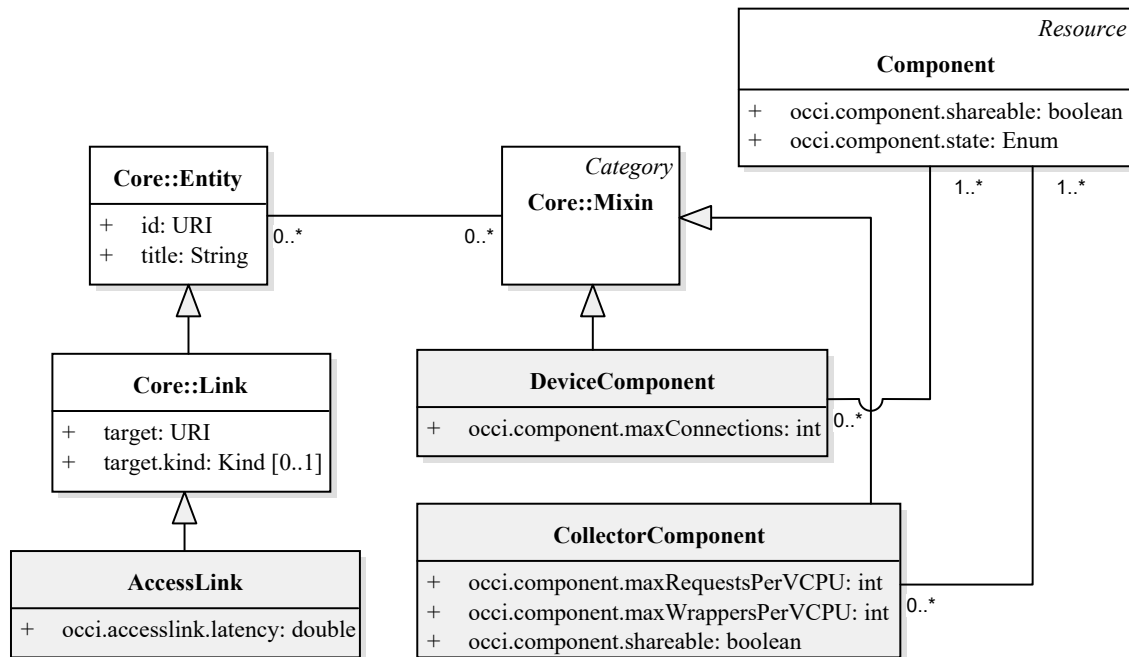 Resource
Component
+ occi.component.shareable: boolean
+ occi.component.state: Enum
1..*
1..*
Core::Entity
+ id: URI
+ title: String
0..*
0..*
Category
Core::Mixin
Core::Link
+ target: URI
+ target.kind: Kind [0..1]
DeviceComponent
+ occi.component.maxConnections: int
0..*
AccessLink
+ occi.accesslink.latency: double
CollectorComponent
+ occi.component.maxRequestsPerVCPU: int
+ occi.component.maxWrappersPerVCPU: int
+ occi.component.shareable: boolean
0..*